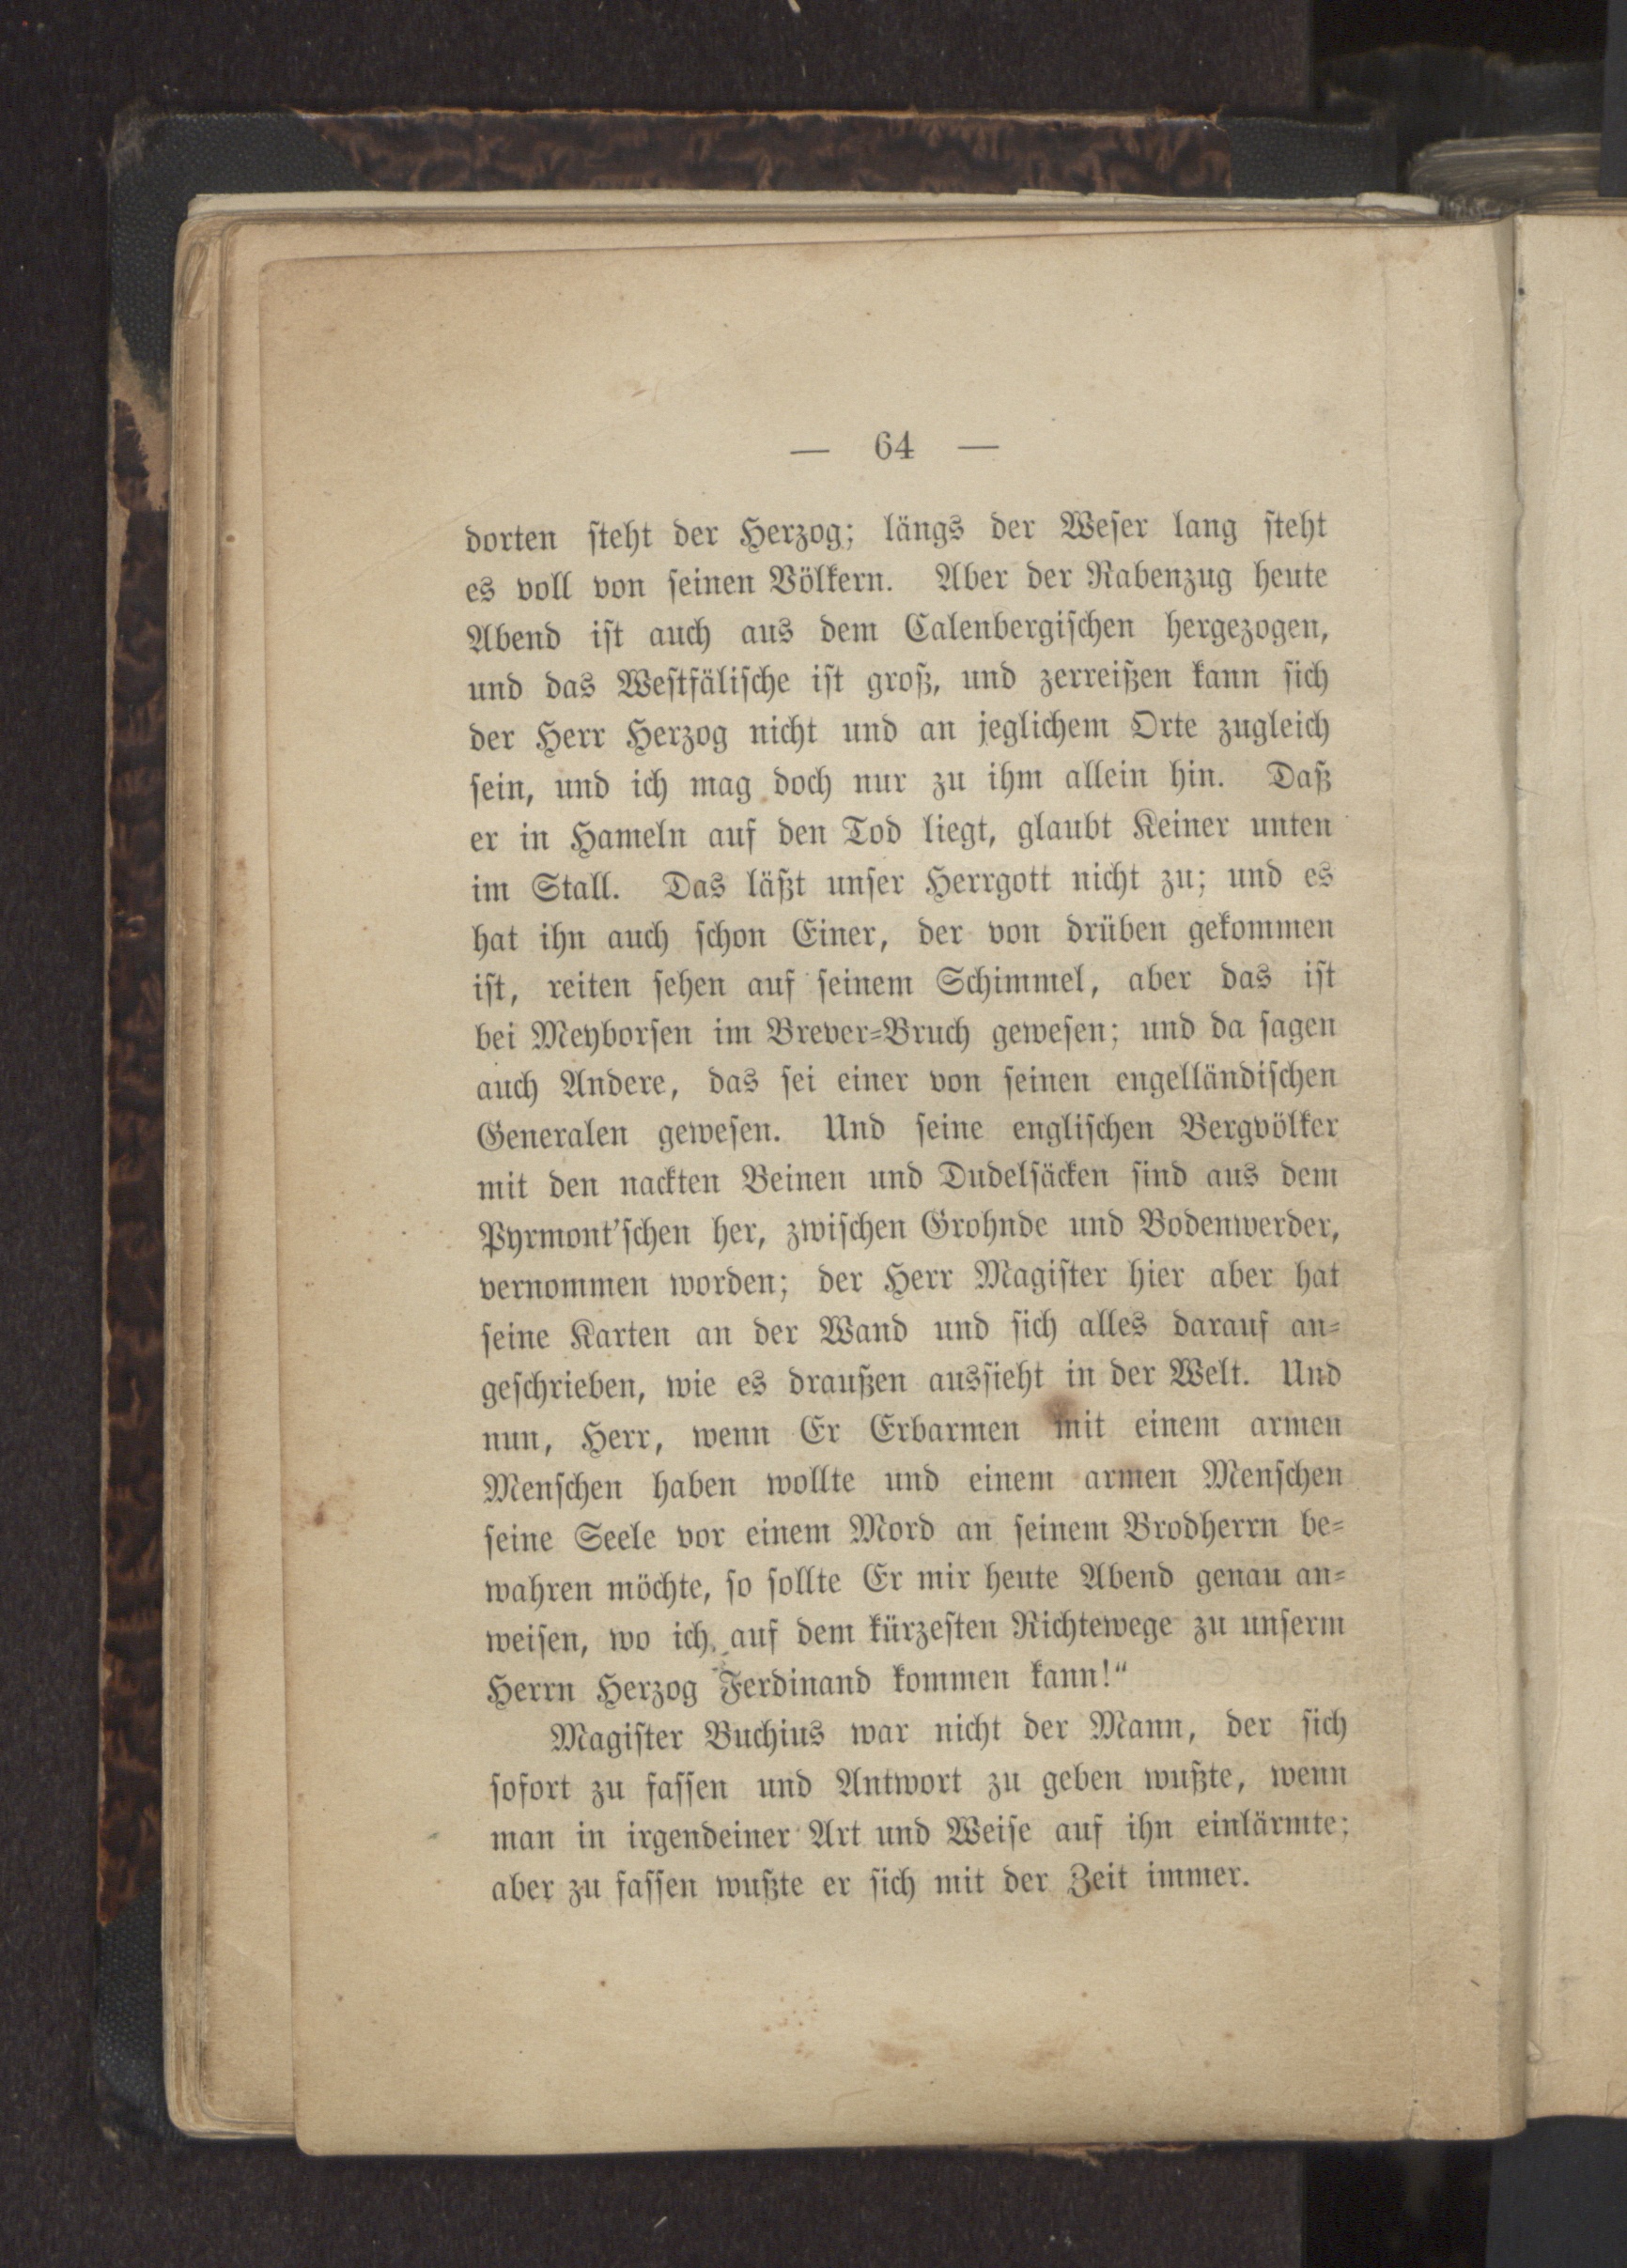 — 64 —
dorten steht der Herzog; längs der Weser lang steht
es voll von seinen Völkern. Aber der Rabenzug heute
Abend ist auch aus dem Calenbergischen hergezogen,
und das Westfälische ist groß, und zerreißen kann sich
der Herr Herzog nicht und an jeglichem Orte zugleich
sein, und ich mag doch nur zu ihm allein hin. Daß
er in Hameln auf den Tod liegt, glaubt Keiner unten
im Stall. Das läßt unser Herrgott nicht zu; und es
hat ihn auch schon Einer, der von drüben gekommen
ist, reiten sehen auf seinem Schimmel, aber das ist
bei Meyborsen im Brever-Bruch gewesen; und da sagen
auch Andere, das sei einer von seinen engelländischen
Generalen gewesen. Und seine englischen Bergvölker
mit den nackten Beinen und Dudelsäcken sind aus dem
Pyrmont'schen her, zwischen Grohnde und Bodenwerder,
vernommen worden; der Herr Magister hier aber hat
seine Karten an der Wand und sich alles darauf an-
geschrieben, wie es draußen aussieht in der Welt. Und
nun, Herr, wenn Er Erbarmen mit einem armen
Menschen haben wollte und einem armen Menschen
seine Seele vor einem Mord an seinem Brodherrn be-
wahren möchte, so sollte Er mir heute Abend genau an-
weisen, wo ich auf dem kürzesten Richtewege zu unserm
Herrn Herzog Ferdinand kommen kann!“
Magister Buchius war nicht der Mann, der sich
sofort zu fassen und Antwort zu geben wußte, wenn
man in irgendeiner Art und Weise auf ihn einlärmte;
aber zu fassen wußte er sich mit der Zeit immer.